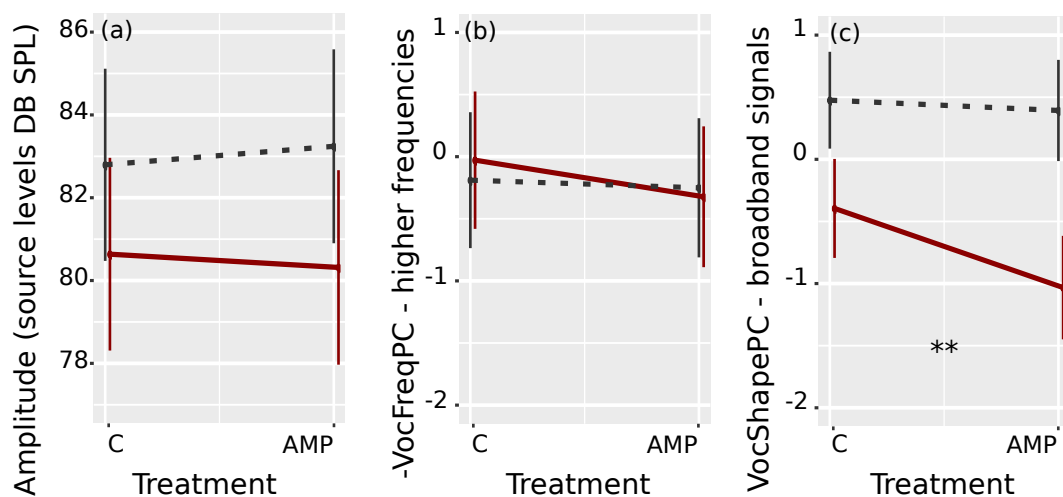 Amplitude (source levels DB SPL)
86
84
82
80
78
(a)
C
AMP
Treatment
-VocFreqPC - higher frequencies
1
0
-1
-2
(b)
C
AMP
Treatment
VocShapePC - broadband signals
1
0
-1
-2
(c)
**
C
AMP
Treatment